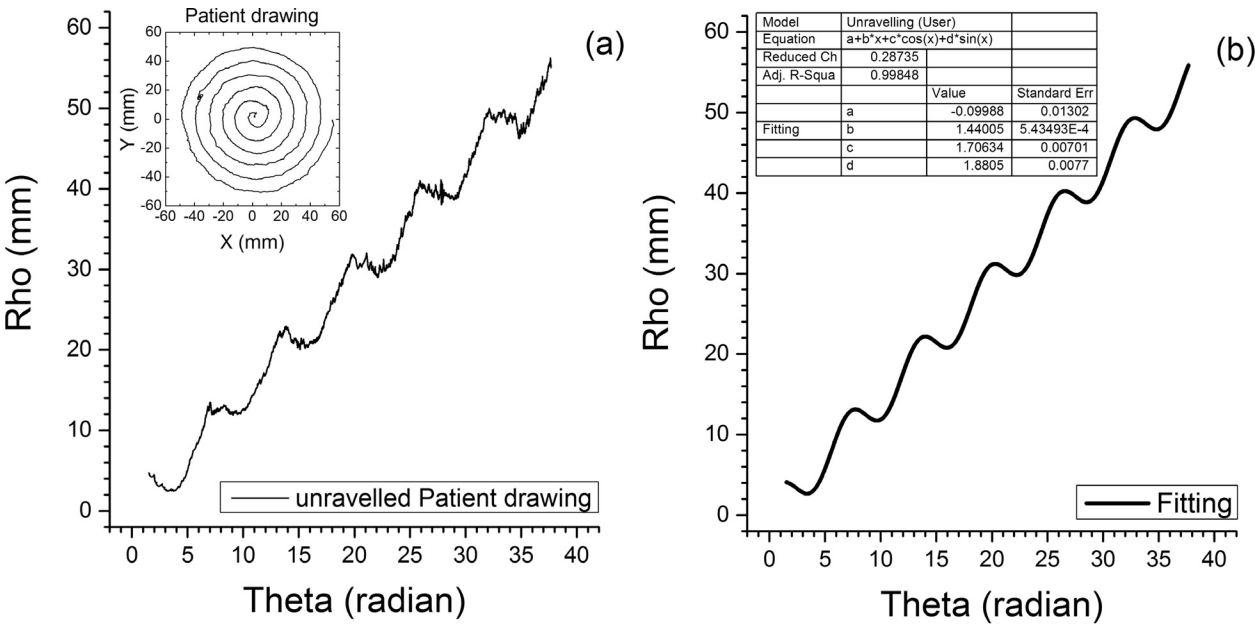 Patient drawing
60
40
20
0
-20
-40
-60
Y (mm)
-60 -40 -20 0 20 40 60
X (mm)
(a)
60
50
40
30
20
10
0
Rho (mm)
unravelled Patient drawing
0 5 10 15 20 25 30 35 40
Theta (radian)
(b)
Model Unravelling (User)
Equation a+b*x+c*cos(x)+d*sin(x)
Reduced Ch 0.28735
Adj. R-Squa 0.99848
Value Standard Err
a -0.09988 0.01302
Fitting b 1.44005 5.43493E-4
c 1.70634 0.00701
d 1.8805 0.0077
60
50
40
30
20
10
0
Rho (mm)
Fitting
0 5 10 15 20 25 30 35 40
Theta (radian)